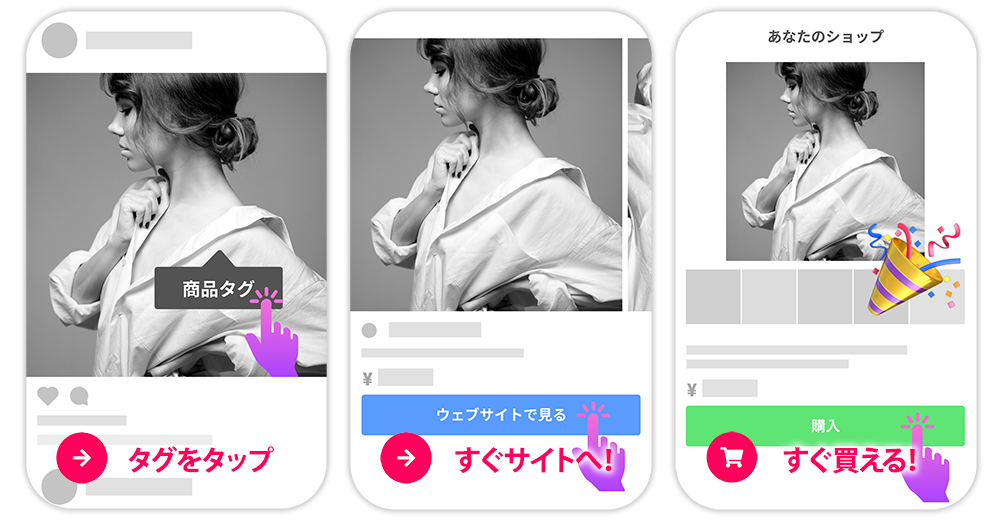 商品タグ
タグをタップ
¥
ウェブサイトで見る
すぐサイトへ!
あなたのショップ
¥
購入
すぐ買える!